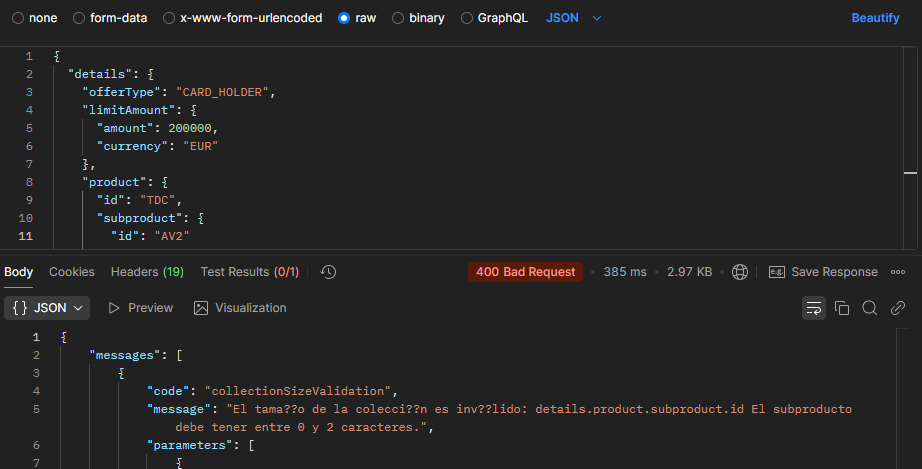 none form-data x-www-form-urlencoded raw binary GraphQL JSON Beautify
1 {
2 "details": {
3 "offerType": "CARD_HOLDER",
4 "limitAmount": {
5 "amount": 200000,
6 "currency": "EUR"
7 },
8 "product": {
9 "id": "TDC",
10 "subproduct": {
11 "id": "AV2"
Body Cookies Headers (19) Test Results (0/1) 400 Bad Request • 385 ms • 2.97 KB • e.g. Save Response
{} JSON Preview Visualization
1 {
2 "messages": [
3 {
4 "code": "collectionSizeValidation",
5 "message": "El tama??o de la colecci??n es inv??lido: details.product.subproduct.id El subproducto
debe tener entre 0 y 2 caracteres.",
6 "parameters": [
7 {